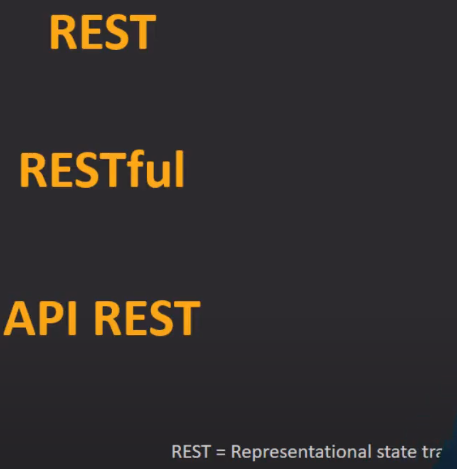 REST
RESTful
API REST
REST = Representational state